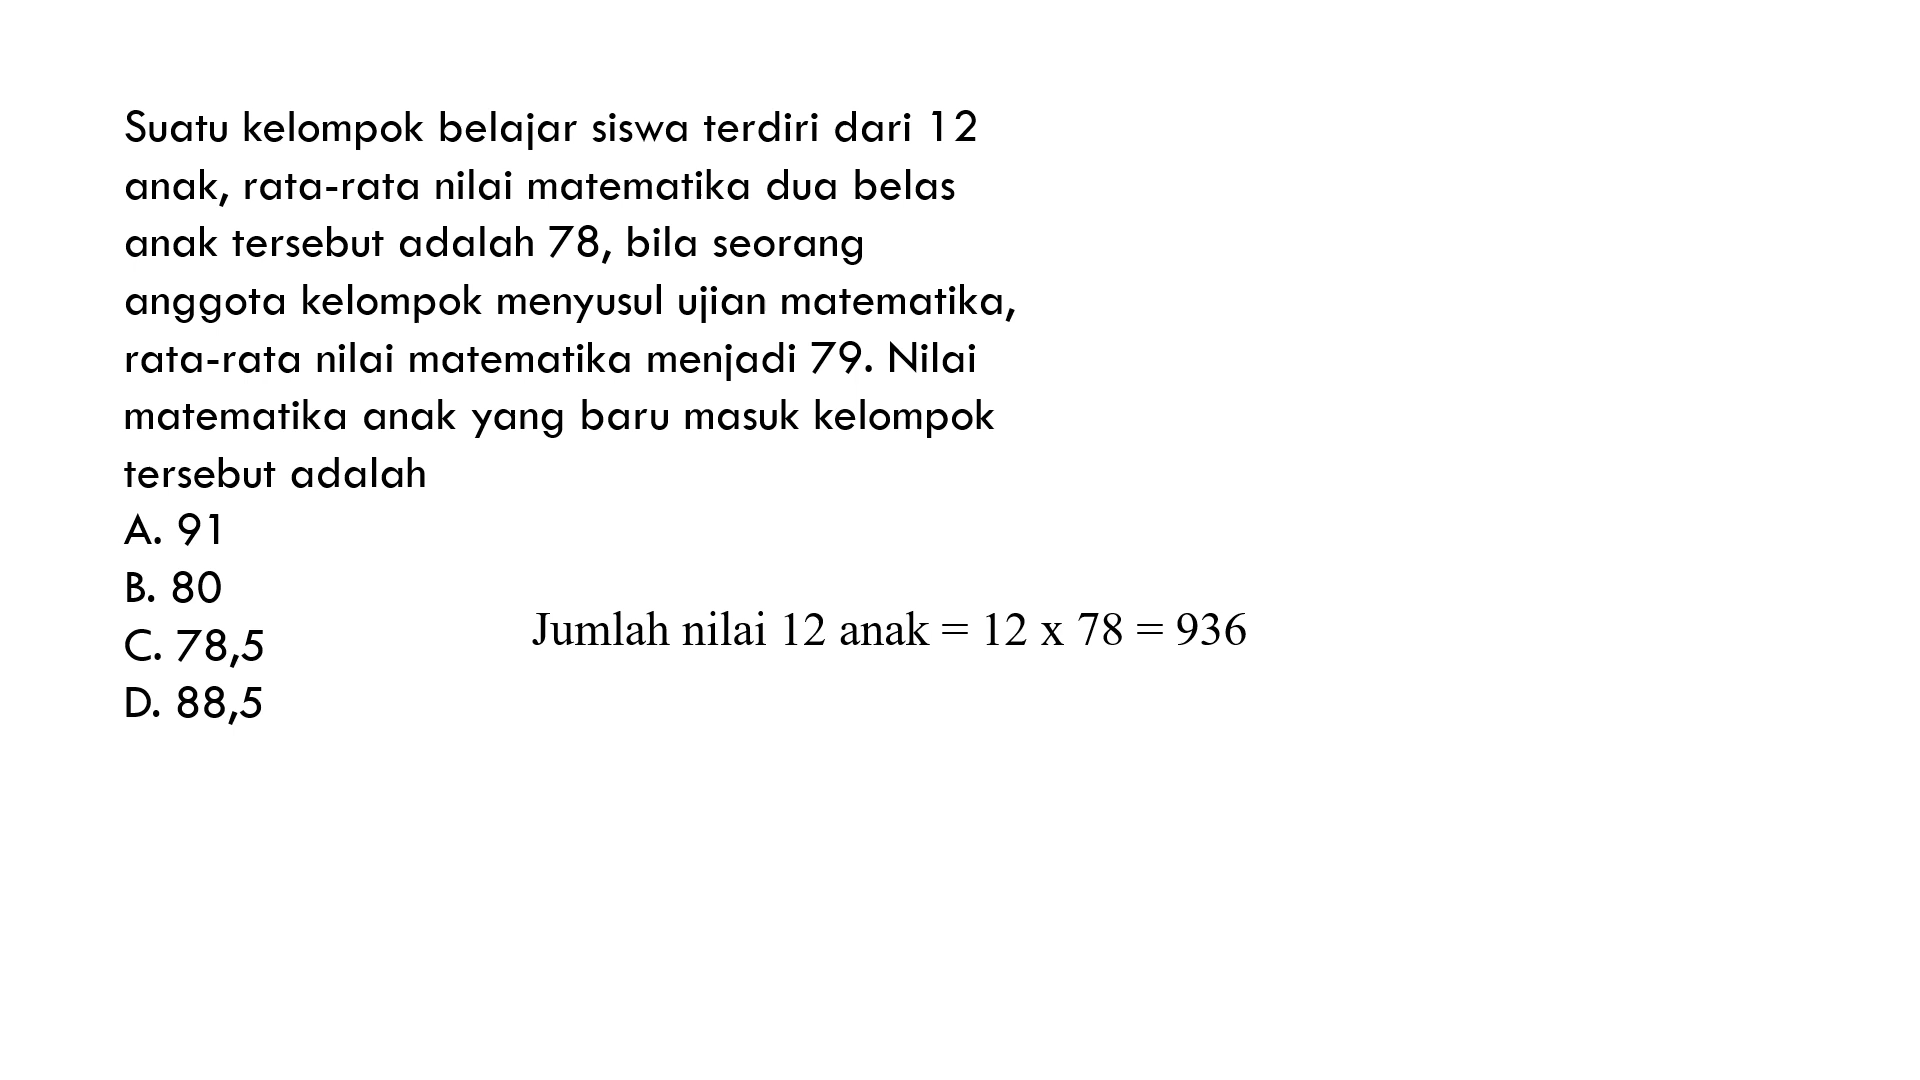 Suatu kelompok belajar siswa terdiri dari 12
anak, rata-rata nilai matematika dua belas
anak tersebut adalah 78, bila seorang
anggota kelompok menyusul ujian matematika,
rata-rata nilai matematika menjadi 79. Nilai
matematika anak yang baru masuk kelompok
tersebut adalah
A. 91
B. 80
C. 78,5
D. 88,5
Jumlah nilai 12 anak = 12 x 78 = 936